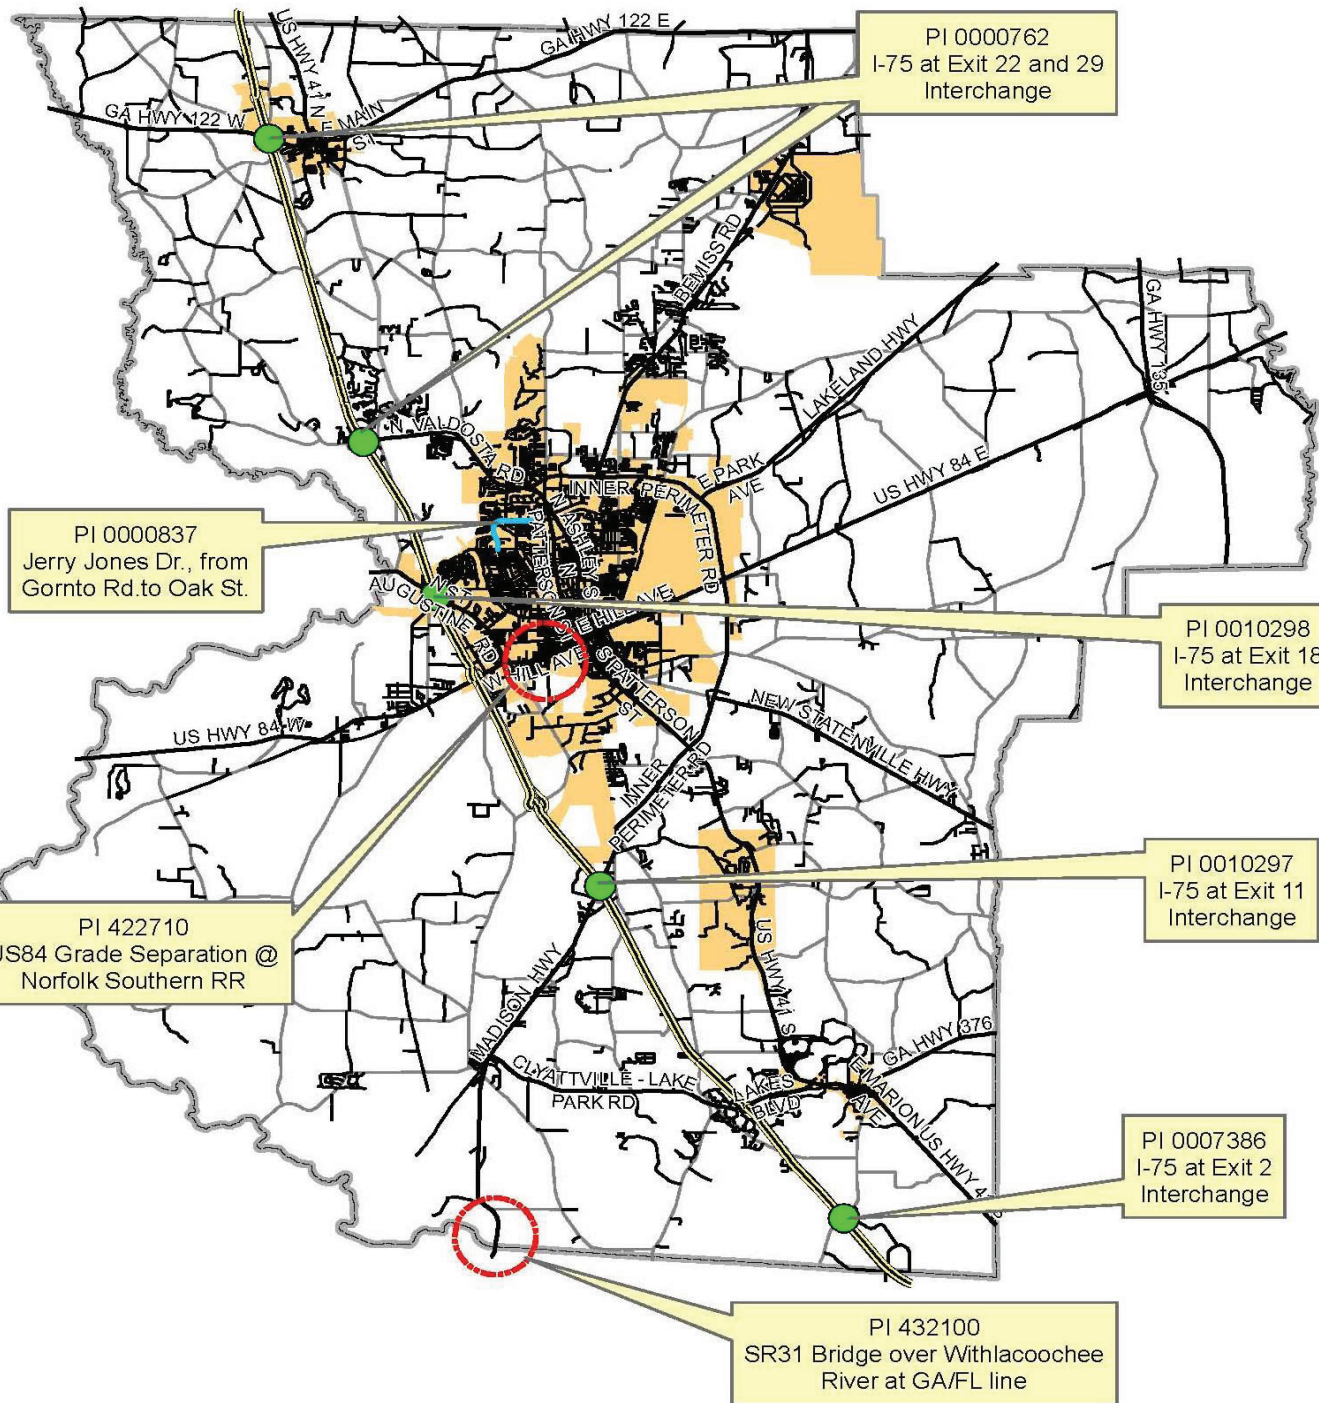 PI 0000762
I-75 at Exit 22 and 29
Interchange
US HWY 41 N
GA HWY 122 E
GA HWY 122 W
E MAIN
ST
BEMISS RD
GA HWY 135
LAKELAND HWY
N VALDOSTA RD
E PARK
AVE
US HWY 84 E
INNER PERIMETER RD
N ASHLEY S
N PATTERSON ST
PI 0000837
Jerry Jones Dr., from
Gornto Rd.to Oak St.
N ST
AUGUSTINE RD
E HILL AVE
W HILL AVE
PI 0010298
I-75 at Exit 18
Interchange
S PATTERSON
ST
NEW STATENVILLE HWY
US HWY 84 W
INNER
PERIMETER RD
PI 0010297
I-75 at Exit 11
Interchange
PI 422710
US84 Grade Separation @
Norfolk Southern RR
US HWY 41 S
MADISON HWY
GA HWY 376
CLYATTVILLE - LAKE
PARK RD
LAKES
BLVD
E MARION
AVE
US HWY 4
PI 0007386
I-75 at Exit 2
Interchange
PI 432100
SR31 Bridge over Withlacoochee
River at GA/FL line